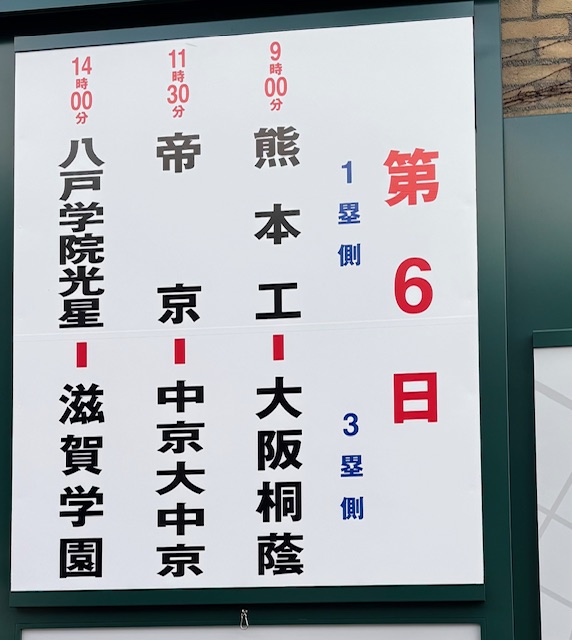 第6日
1塁側 3塁側
9時00分 熊本工-大阪桐蔭
11時30分 帝京-中京大中京
14時00分 八戸学院光星-滋賀学園